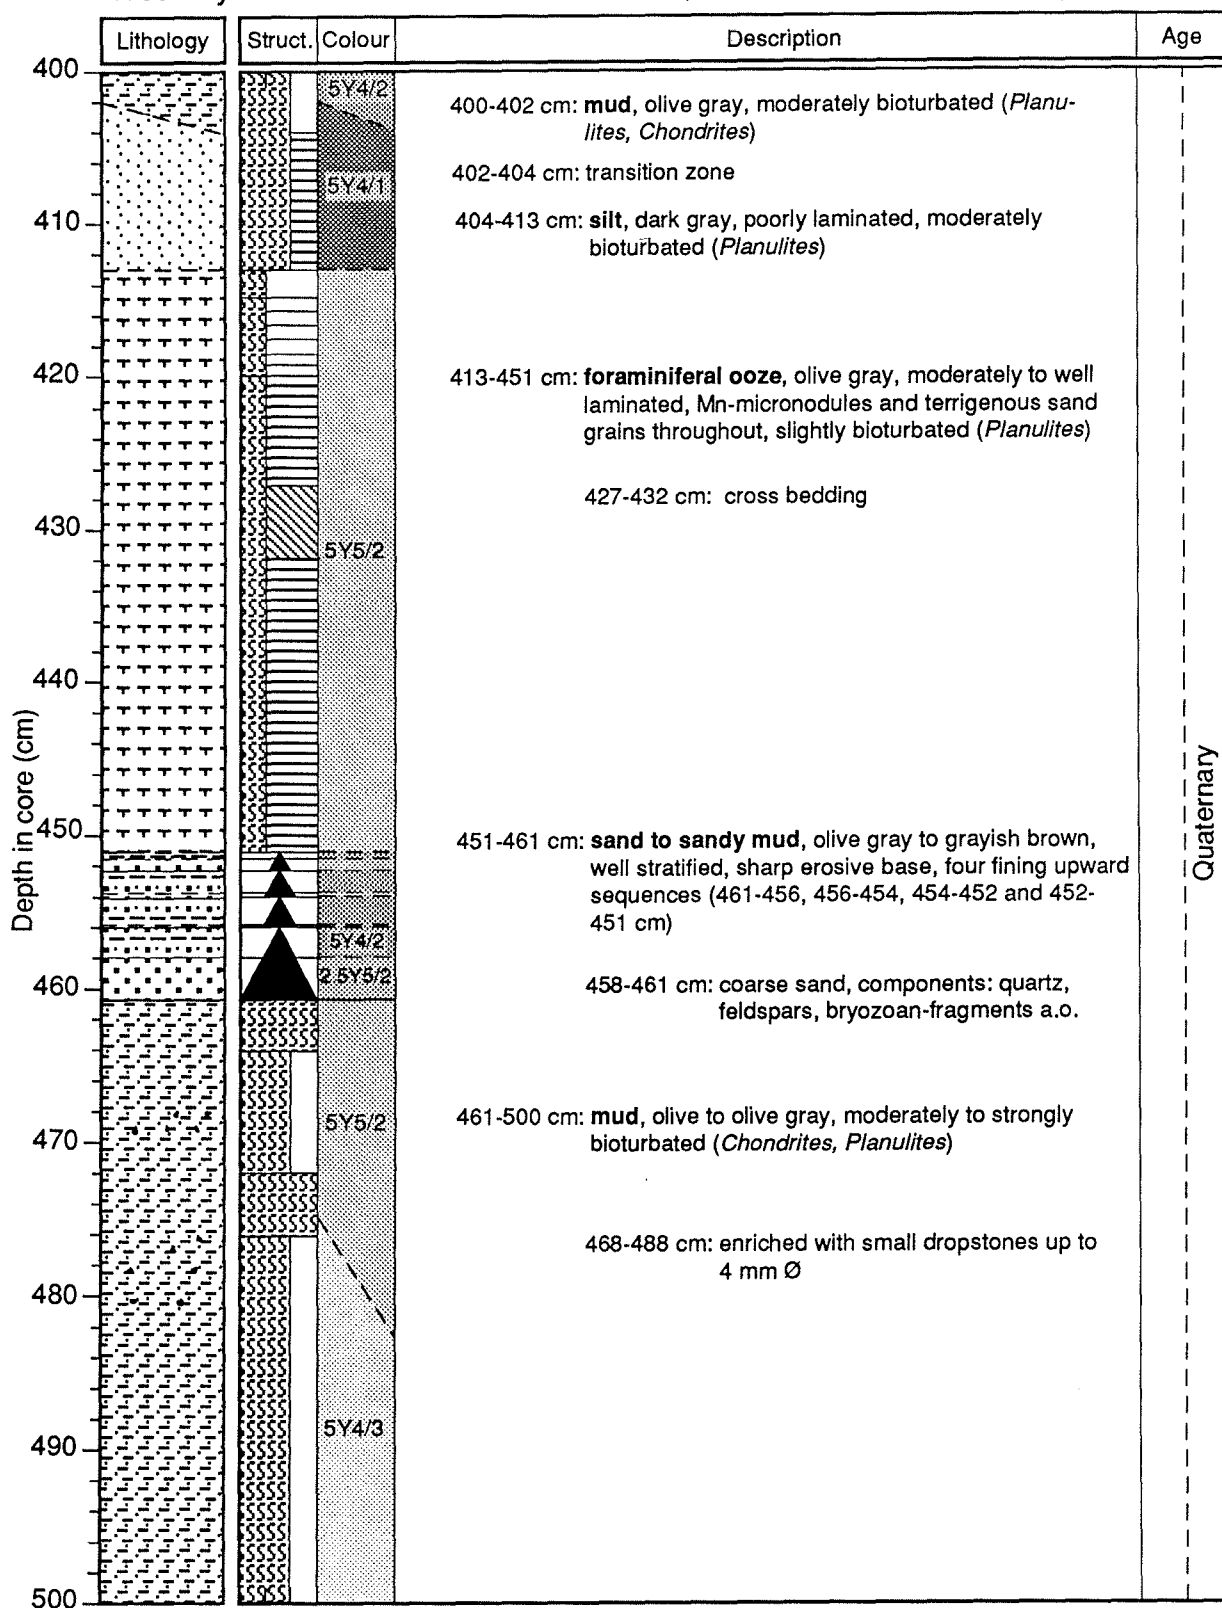 Lithology Struct. Colour Description Age
400
5Y4/2
400-402 cm: mud, olive gray, moderately bioturbated (Planu-
lites, Chondrites)
402-404 cm: transition zone
5Y4/1
404-413 cm: silt, dark gray, poorly laminated, moderately
bioturbated (Planulites)
410
420
413-451 cm: foraminiferal ooze, olive gray, moderately to well
laminated, Mn-micronodules and terrigenous sand
grains throughout, slightly bioturbated (Planulites)
427-432 cm: cross bedding
430
5Y5/2
440
Depth in core (cm)
Quaternary
450
451-461 cm: sand to sandy mud, olive gray to grayish brown,
well stratified, sharp erosive base, four fining upward
sequences (461-456, 456-454, 454-452 and 452-
451 cm)
5Y4/2
2.5Y5/2
460
458-461 cm: coarse sand, components: quartz,
feldspars, bryozoan-fragments a.o.
5Y5/2
461-500 cm: mud, olive to olive gray, moderately to strongly
bioturbated (Chondrites, Planulites)
470
468-488 cm: enriched with small dropstones up to
4 mm Ø
480
5Y4/3
490
500